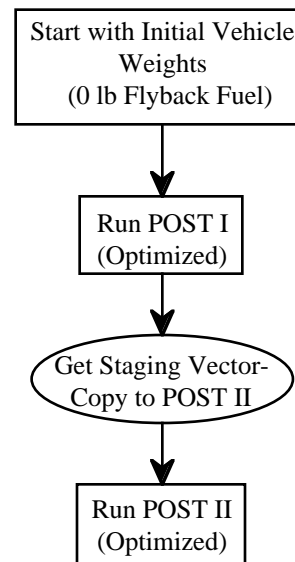 Start with Initial Vehicle
Weights
(0 lb Flyback Fuel)
Run POST I
(Optimized)
Get Staging Vector-
Copy to POST II
Run POST II
(Optimized)